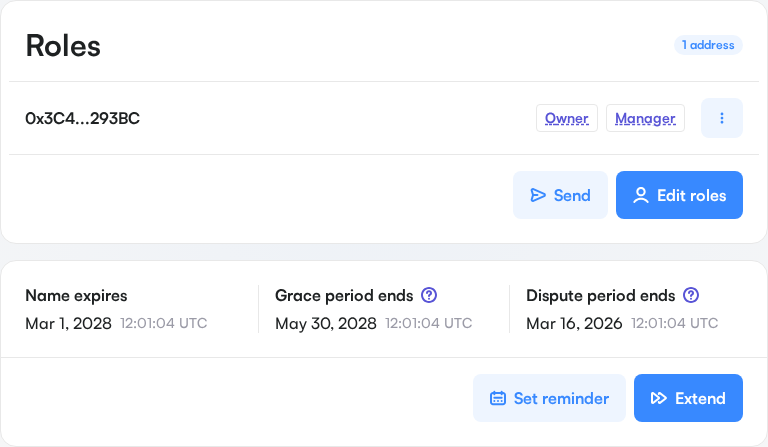 Roles
1 address
0x3C4...293BC
Owner
Manager
Send
Edit roles
Name expires
Mar 1, 2028 12:01:04 UTC
Grace period ends
May 30, 2028 12:01:04 UTC
Dispute period ends
Mar 16, 2026 12:01:04 UTC
Set reminder
Extend